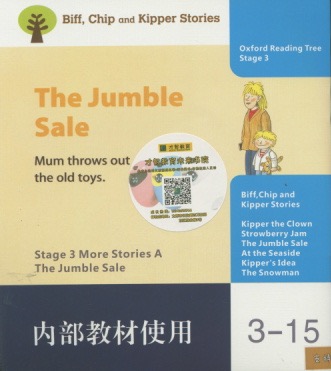 Biff, Chip and Kipper Stories
Oxford Reading Tree
Stage 3
The Jumble
Sale
Mum throws out
the old toys.
Biff,Chip and
Kipper Stories
Kipper the Clown
Strowberry Jam
The Jumble Sale
At the Seaside
Kipper's Idea
The Snowman
Stage 3 More Stories A
The Jumble Sale
内部教材使用
3-15